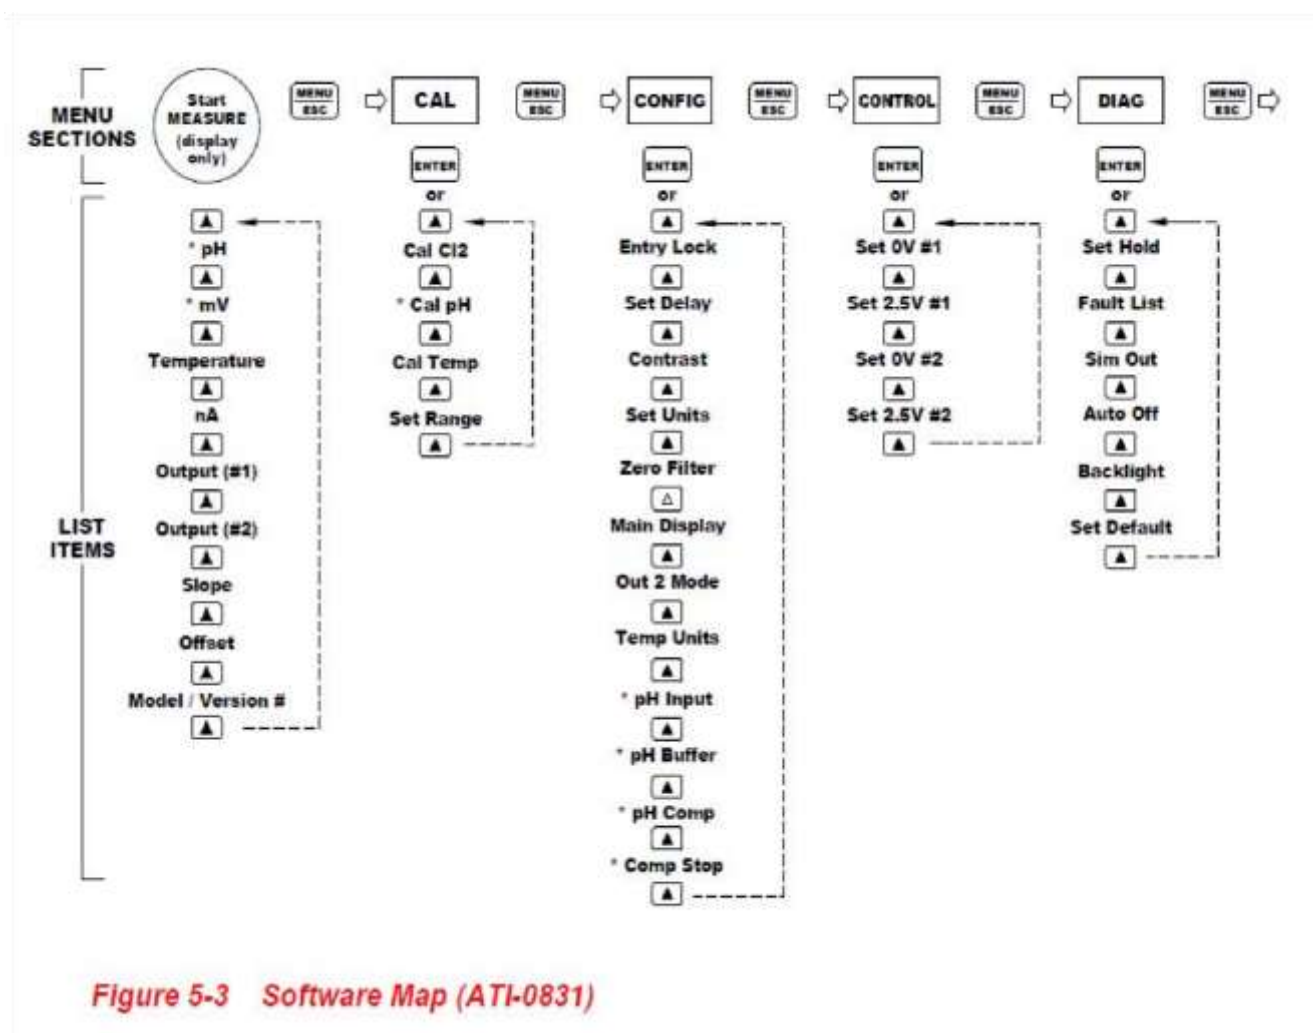 MENU SECTIONS
Start
MEASURE
(display
only)
MENU
ESC
CAL
MENU
ESC
CONFIG
MENU
ESC
CONTROL
MENU
ESC
DIAG
MENU
ESC
LIST ITEMS
* pH
* mV
Temperature
nA
Output (#1)
Output (#2)
Slope
Offset
Model / Version #
ENTER
or
Cal Cl2
* Cal pH
Cal Temp
Set Range
ENTER
or
Entry Lock
Set Delay
Contrast
Set Units
Zero Filter
Main Display
Out 2 Mode
Temp Units
* pH Input
* pH Buffer
* pH Comp
* Comp Stop
ENTER
or
Set 0V #1
Set 2.5V #1
Set 0V #2
Set 2.5V #2
ENTER
or
Set Hold
Fault List
Sim Out
Auto Off
Backlight
Set Default
Figure 5-3 Software Map (ATI-0831)